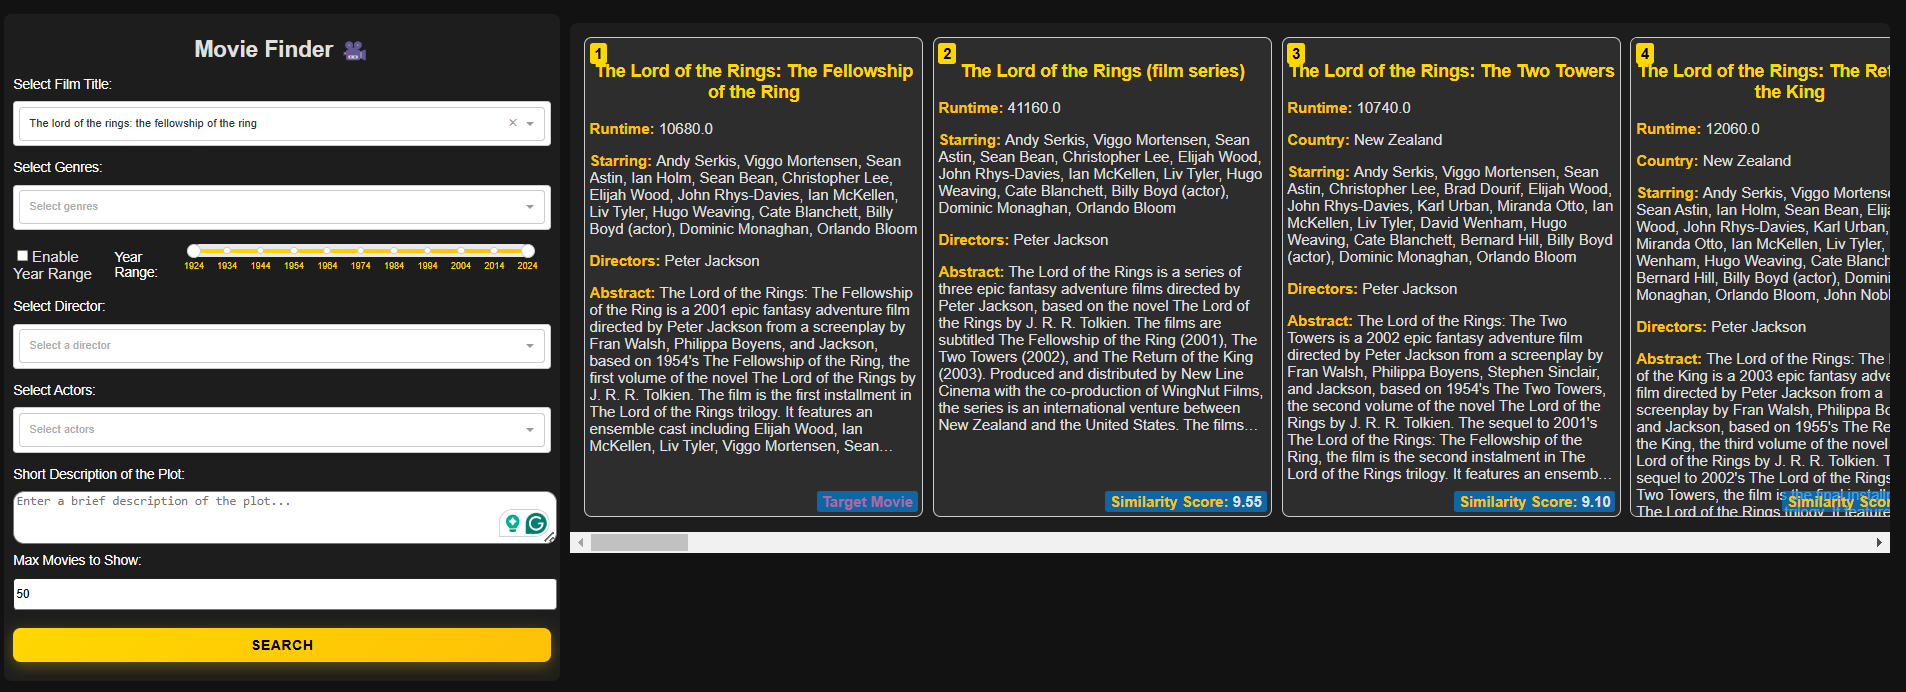 Movie Finder
Select Film Title:
The lord of the rings: the fellowship of the ring
Select Genres:
Select genres
Enable
Year Range
Year
Range:
1924 1934 1944 1954 1964 1974 1984 1994 2004 2014 2024
Select Director:
Select a director
Select Actors:
Select actors
Short Description of the Plot:
Enter a brief description of the plot...
Max Movies to Show:
50
SEARCH
1
The Lord of the Rings: The Fellowship
of the Ring
Runtime: 10680.0
Starring: Andy Serkis, Viggo Mortensen, Sean
Astin, Ian Holm, Sean Bean, Christopher Lee,
Elijah Wood, John Rhys-Davies, Ian McKellen,
Liv Tyler, Hugo Weaving, Cate Blanchett, Billy
Boyd (actor), Dominic Monaghan, Orlando Bloom
Directors: Peter Jackson
Abstract: The Lord of the Rings: The Fellowship
of the Ring is a 2001 epic fantasy adventure film
directed by Peter Jackson from a screenplay by
Fran Walsh, Philippa Boyens, and Jackson,
based on 1954's The Fellowship of the Ring, the
first volume of the novel The Lord of the Rings by
J. R. R. Tolkien. The film is the first installment in
The Lord of the Rings trilogy. It features an
ensemble cast including Elijah Wood, Ian
McKellen, Liv Tyler, Viggo Mortensen, Sean…
Target Movie
2
The Lord of the Rings (film series)
Runtime: 41160.0
Starring: Andy Serkis, Viggo Mortensen, Sean
Astin, Sean Bean, Christopher Lee, Elijah Wood,
John Rhys-Davies, Ian McKellen, Liv Tyler, Hugo
Weaving, Cate Blanchett, Billy Boyd (actor),
Dominic Monaghan, Orlando Bloom
Directors: Peter Jackson
Abstract: The Lord of the Rings is a series of
three epic fantasy adventure films directed by
Peter Jackson, based on the novel The Lord of
the Rings by J. R. R. Tolkien. The films are
subtitled The Fellowship of the Ring (2001), The
Two Towers (2002), and The Return of the King
(2003). Produced and distributed by New Line
Cinema with the co-production of WingNut Films,
the series is an international venture between
New Zealand and the United States. The films…
Similarity Score: 9.55
3
The Lord of the Rings: The Two Towers
Runtime: 10740.0
Country: New Zealand
Starring: Andy Serkis, Viggo Mortensen, Sean
Astin, Christopher Lee, Brad Dourif, Elijah Wood,
John Rhys-Davies, Karl Urban, Miranda Otto, Ian
McKellen, Liv Tyler, David Wenham, Hugo
Weaving, Cate Blanchett, Bernard Hill, Billy Boyd
(actor), Dominic Monaghan, Orlando Bloom
Directors: Peter Jackson
Abstract: The Lord of the Rings: The Two
Towers is a 2002 epic fantasy adventure film
directed by Peter Jackson from a screenplay by
Fran Walsh, Philippa Boyens, Stephen Sinclair,
and Jackson, based on 1954's The Two Towers,
the second volume of the novel The Lord of the
Rings by J. R. R. Tolkien. The sequel to 2001's
The Lord of the Rings: The Fellowship of the
Ring, the film is the second instalment in The
Lord of the Rings trilogy. It features an ensemb…
Similarity Score: 9.10
4
The Lord of the Rings: The Ret
the King
Runtime: 12060.0
Country: New Zealand
Starring: Andy Serkis, Viggo Mortense
Sean Astin, Ian Holm, Sean Bean, Elija
Wood, John Rhys-Davies, Karl Urban,
Miranda Otto, Ian McKellen, Liv Tyler,
Wenham, Hugo Weaving, Cate Blanch
Bernard Hill, Billy Boyd (actor), Domini
Monaghan, Orlando Bloom, John Nobl
Directors: Peter Jackson
Abstract: The Lord of the Rings: The
of the King is a 2003 epic fantasy adve
film directed by Peter Jackson from a
screenplay by Fran Walsh, Philippa Bo
and Jackson, based on 1955's The Re
the King, the third volume of the novel
Lord of the Rings by J. R. R. Tolkien. T
sequel to 2002's The Lord of the Rings
Two Towers, the film is the final install
The Lord of the Rings trilogy. It feature
Similarity Scor